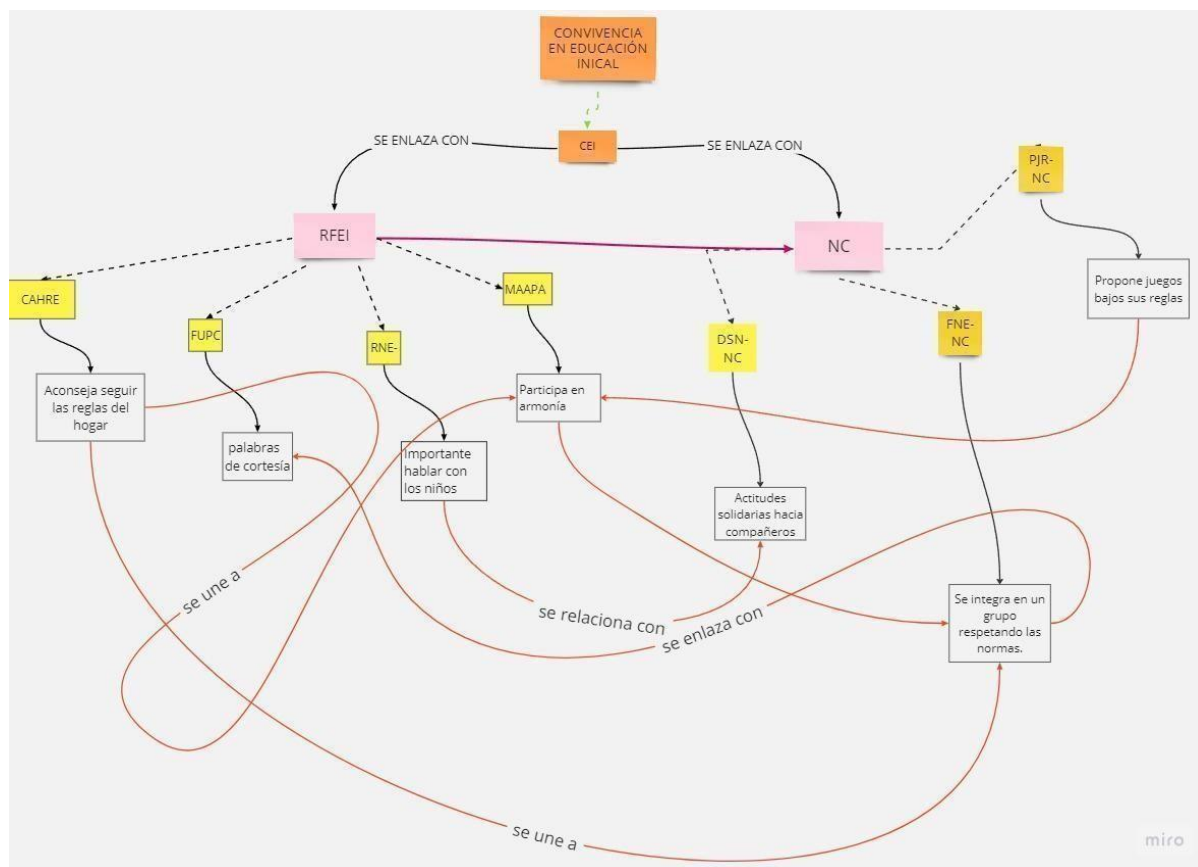 CONVIVENCIA
EN EDUCACIÓN
INICAL
SE ENLAZA CON
CEI
SE ENLAZA CON
PJR-
NC
RFEI
NC
Propone juegos
bajos sus reglas
CAHRE
MAAPA
FUPC
RNE-
DSN-
NC
FNE-
NC
Aconseja seguir
las reglas del
hogar
Participa en
armonía
palabras
de cortesía
Importante
hablar con
los niños
Actitudes
solidarias hacia
compañeros
se une a
se relaciona con
se enlaza con
Se integra en un
grupo
respetando las
normas.
se une a
miro